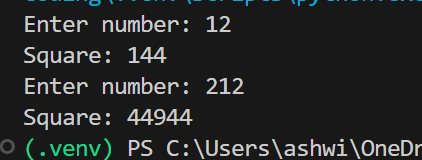 Enter number: 12
Square: 144
Enter number: 212
Square: 44944
(.venv) PS C:\Users\ashwi\OneDr